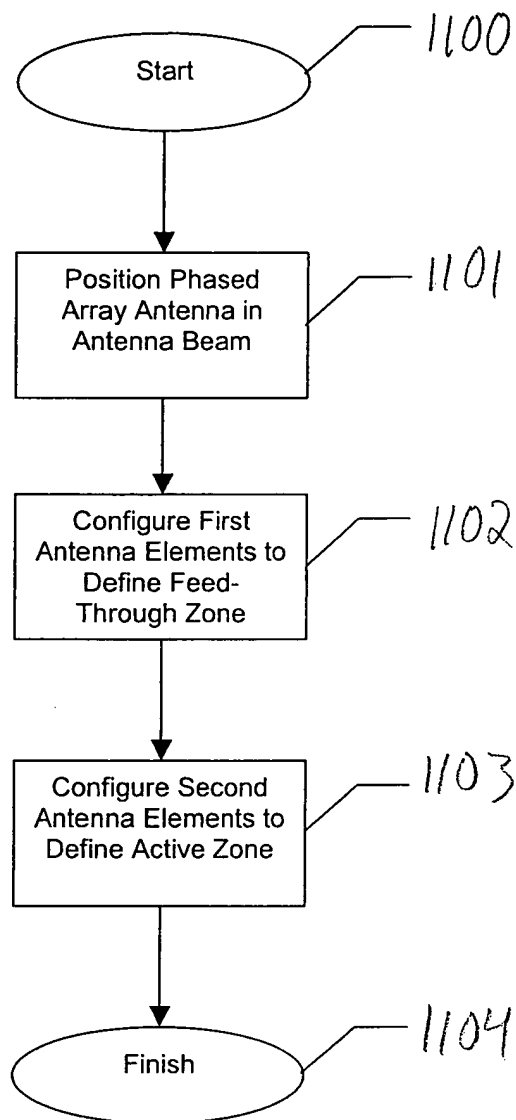 Start
1100
Position Phased
Array Antenna in
Antenna Beam
1101
Configure First
Antenna Elements to
Define Feed-
Through Zone
1102
Configure Second
Antenna Elements to
Define Active Zone
1103
Finish
1104